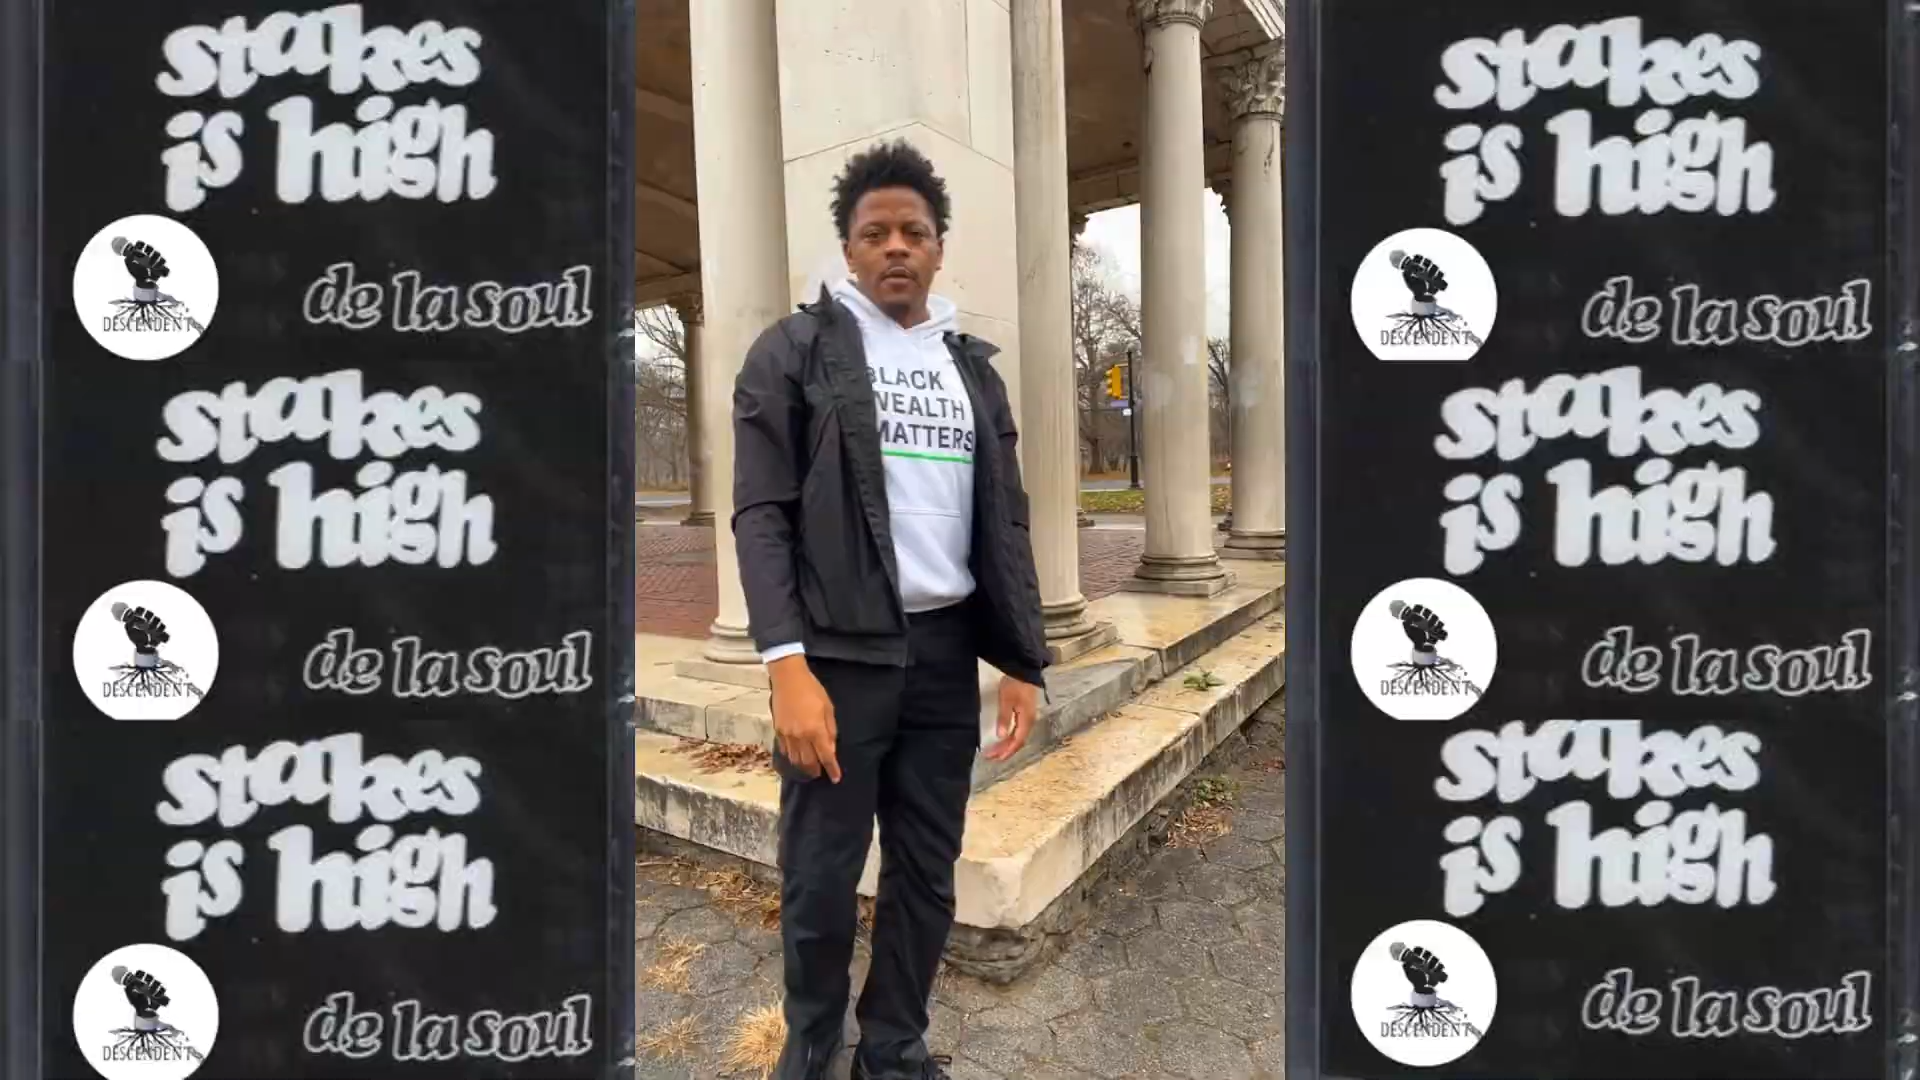 stakes
is high
DESCENDENT
de la soul
stakes
is high
DESCENDENT
de la soul
stakes
is high
DESCENDENT
de la soul
BLACK
WEALTH
MATTERS
stakes
is high
DESCENDENT
de la soul
stakes
is high
DESCENDENT
de la soul
stakes
is high
DESCENDENT
de la soul